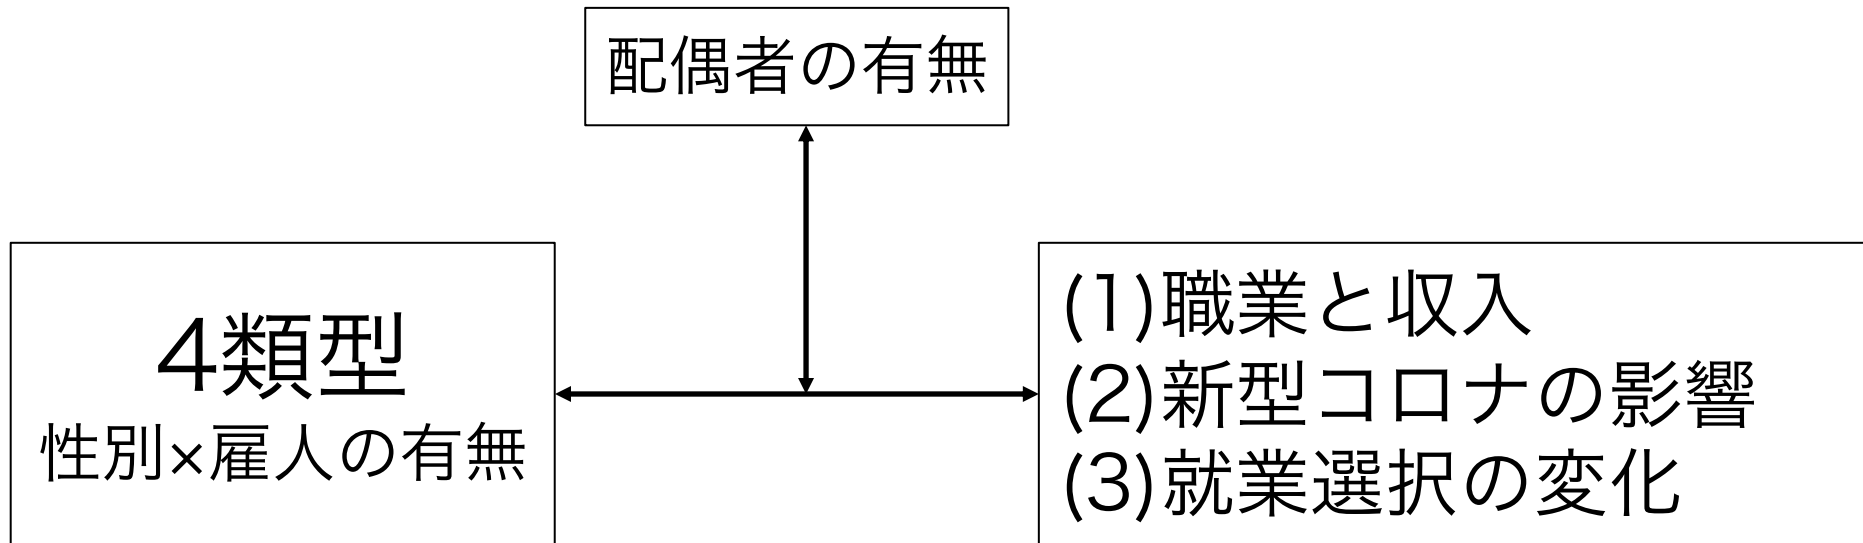 配偶者の有無
4類型
性別×雇人の有無
(1)職業と収入
(2)新型コロナの影響
(3)就業選択の変化